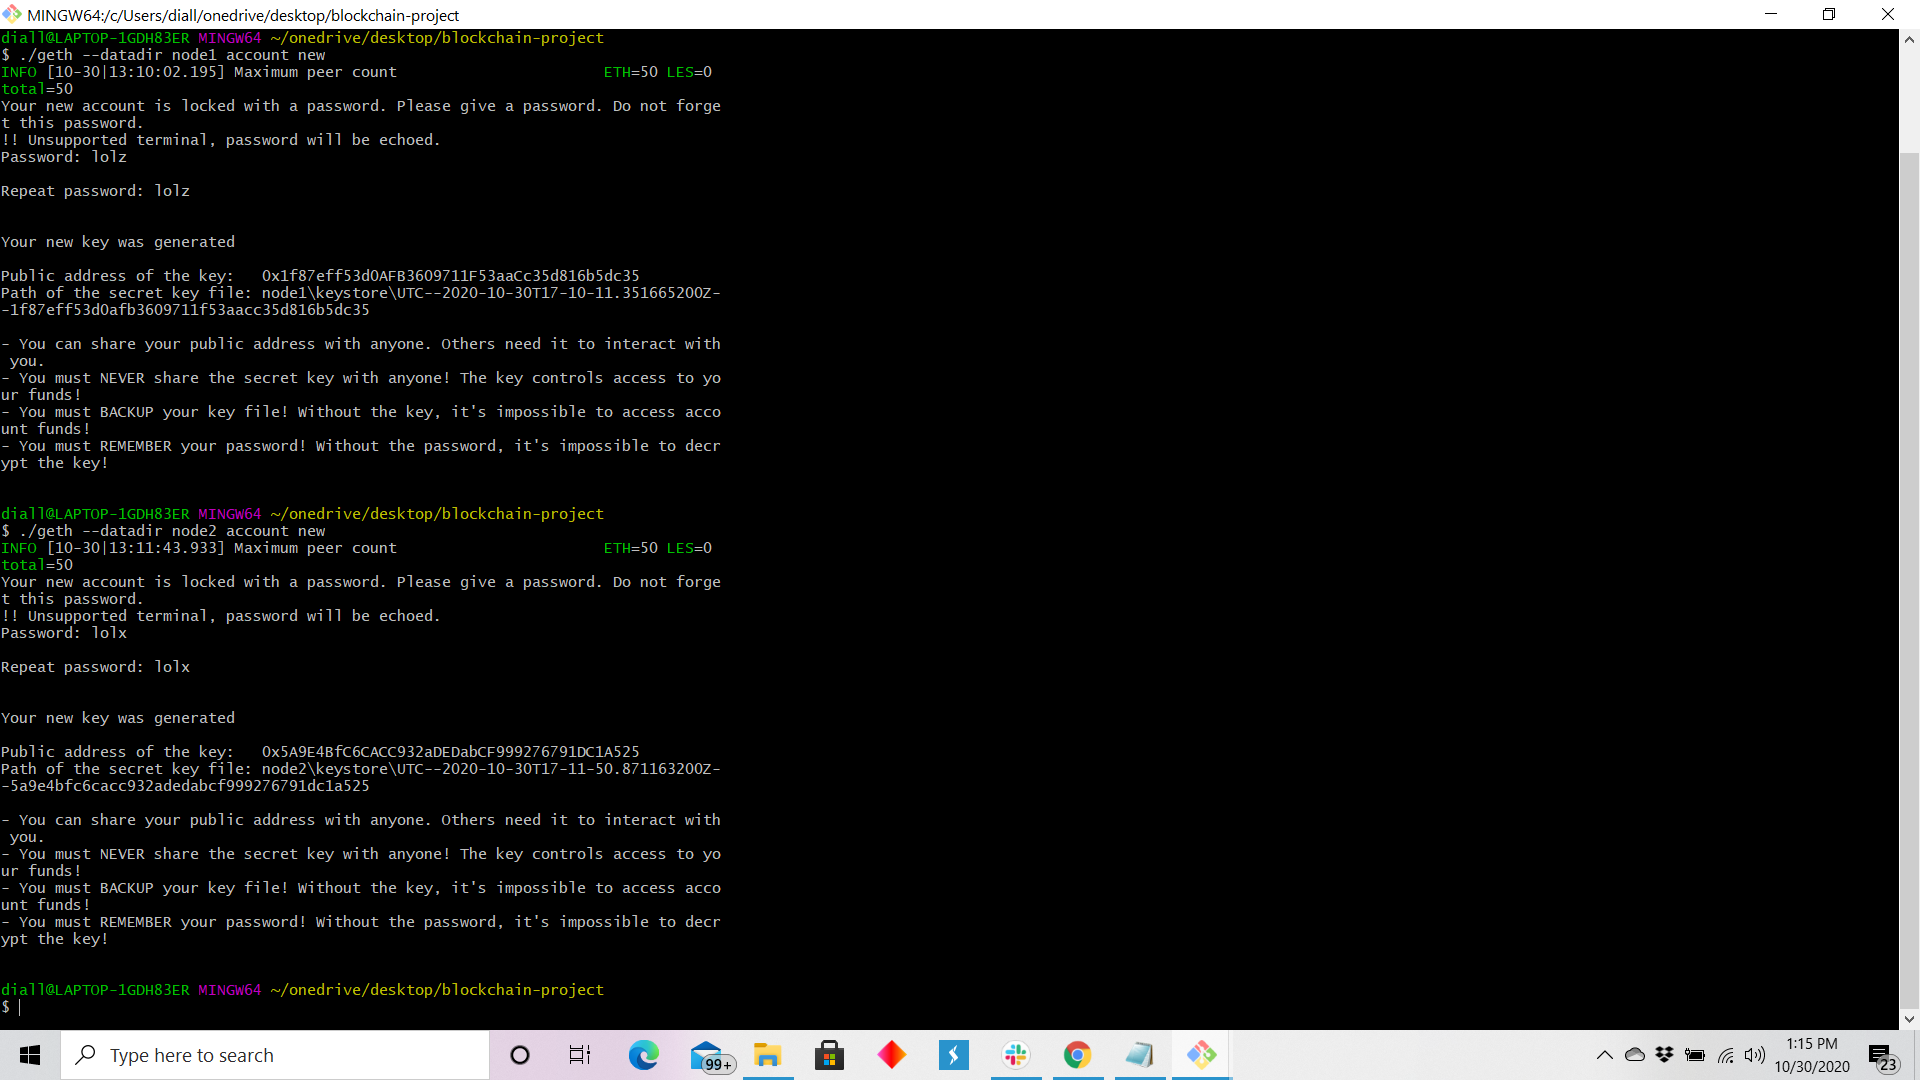 MINGW64:/c/Users/diall/onedrive/desktop/blockchain-project
diall@LAPTOP-1GDH83ER MINGW64 ~/onedrive/desktop/blockchain-project
$ ./geth --datadir node1 account new
INFO [10-30|13:10:02.195] Maximum peer count                       ETH=50 LES=0
total=50
Your new account is locked with a password. Please give a password. Do not forge
t this password.
!! Unsupported terminal, password will be echoed.
Password: lolz
Repeat password: lolz
Your new key was generated
Public address of the key:   0x1f87eff53d0AFB3609711F53aaCc35d816b5dc35
Path of the secret key file: node1\keystore\UTC--2020-10-30T17-10-11.351665200Z-
-1f87eff53d0afb3609711f53aacc35d816b5dc35
- You can share your public address with anyone. Others need it to interact with
 you.
- You must NEVER share the secret key with anyone! The key controls access to yo
ur funds!
- You must BACKUP your key file! Without the key, it's impossible to access acco
unt funds!
- You must REMEMBER your password! Without the password, it's impossible to decr
ypt the key!
diall@LAPTOP-1GDH83ER MINGW64 ~/onedrive/desktop/blockchain-project
$ ./geth --datadir node2 account new
INFO [10-30|13:11:43.933] Maximum peer count                       ETH=50 LES=0
total=50
Your new account is locked with a password. Please give a password. Do not forge
t this password.
!! Unsupported terminal, password will be echoed.
Password: lolx
Repeat password: lolx
Your new key was generated
Public address of the key:   0x5A9E4BfC6CACC932aDEDabCF999276791DC1A525
Path of the secret key file: node2\keystore\UTC--2020-10-30T17-11-50.871163200Z-
-5a9e4bfc6cacc932adedabcf999276791dc1a525
- You can share your public address with anyone. Others need it to interact with
 you.
- You must NEVER share the secret key with anyone! The key controls access to yo
ur funds!
- You must BACKUP your key file! Without the key, it's impossible to access acco
unt funds!
- You must REMEMBER your password! Without the password, it's impossible to decr
ypt the key!
diall@LAPTOP-1GDH83ER MINGW64 ~/onedrive/desktop/blockchain-project
$
Type here to search
99+
1:15 PM
10/30/2020
23